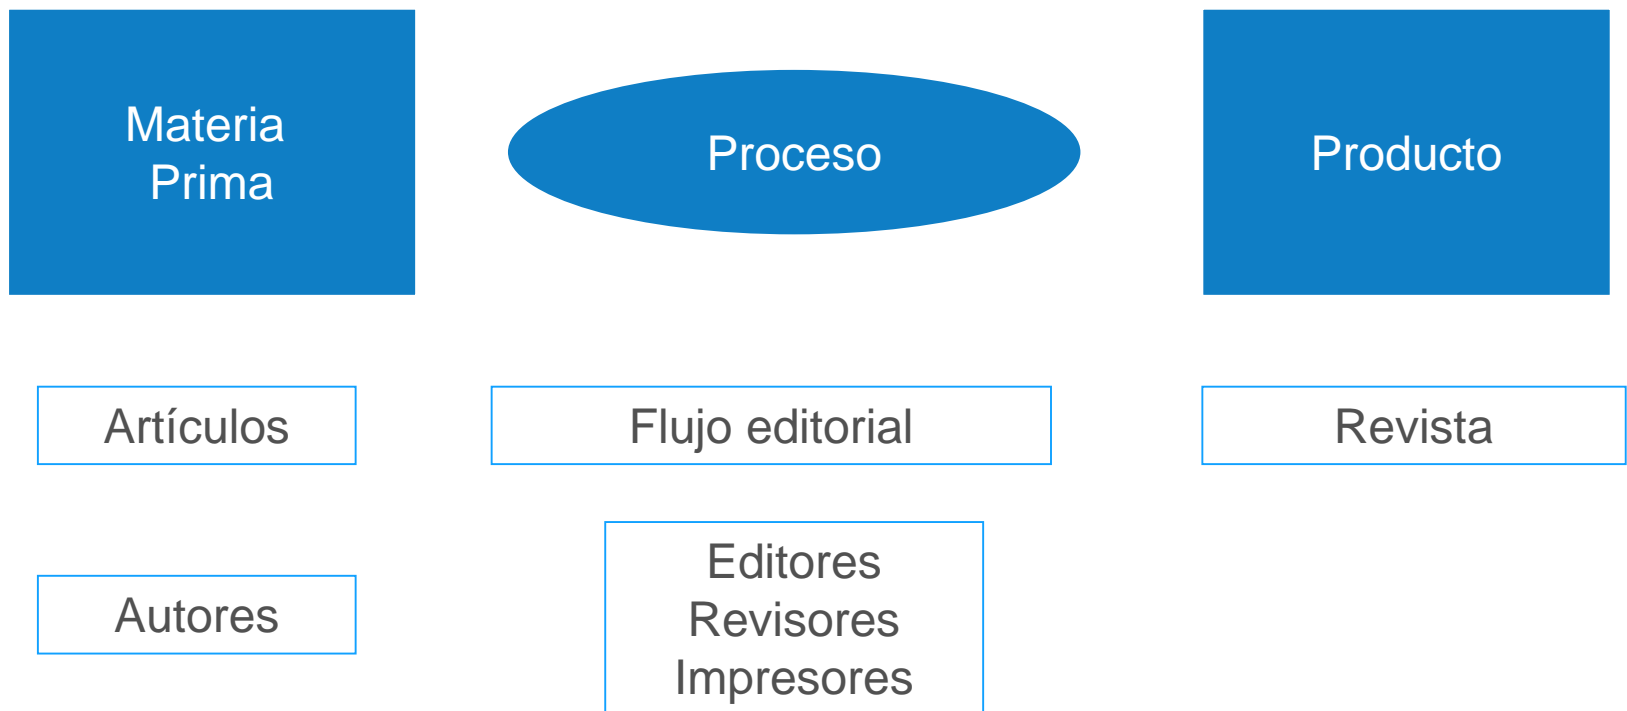 Materia
Prima
Proceso
Producto
Artículos
Flujo editorial
Revista
Autores
Editores
Revisores
Impresores